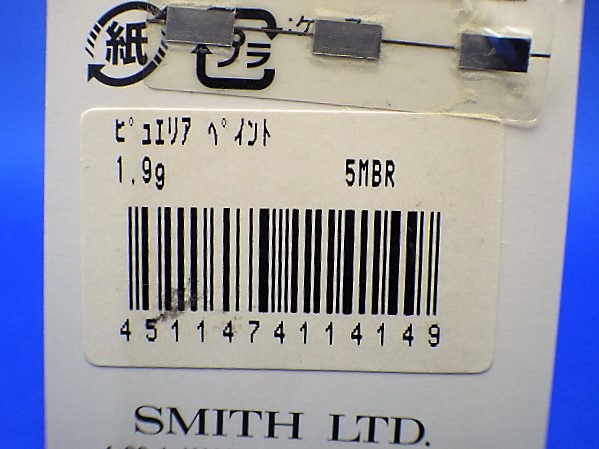 紙
プラ
ピュエリア ペイント
1.9g 5MBR
4511474114149
SMITH LTD.